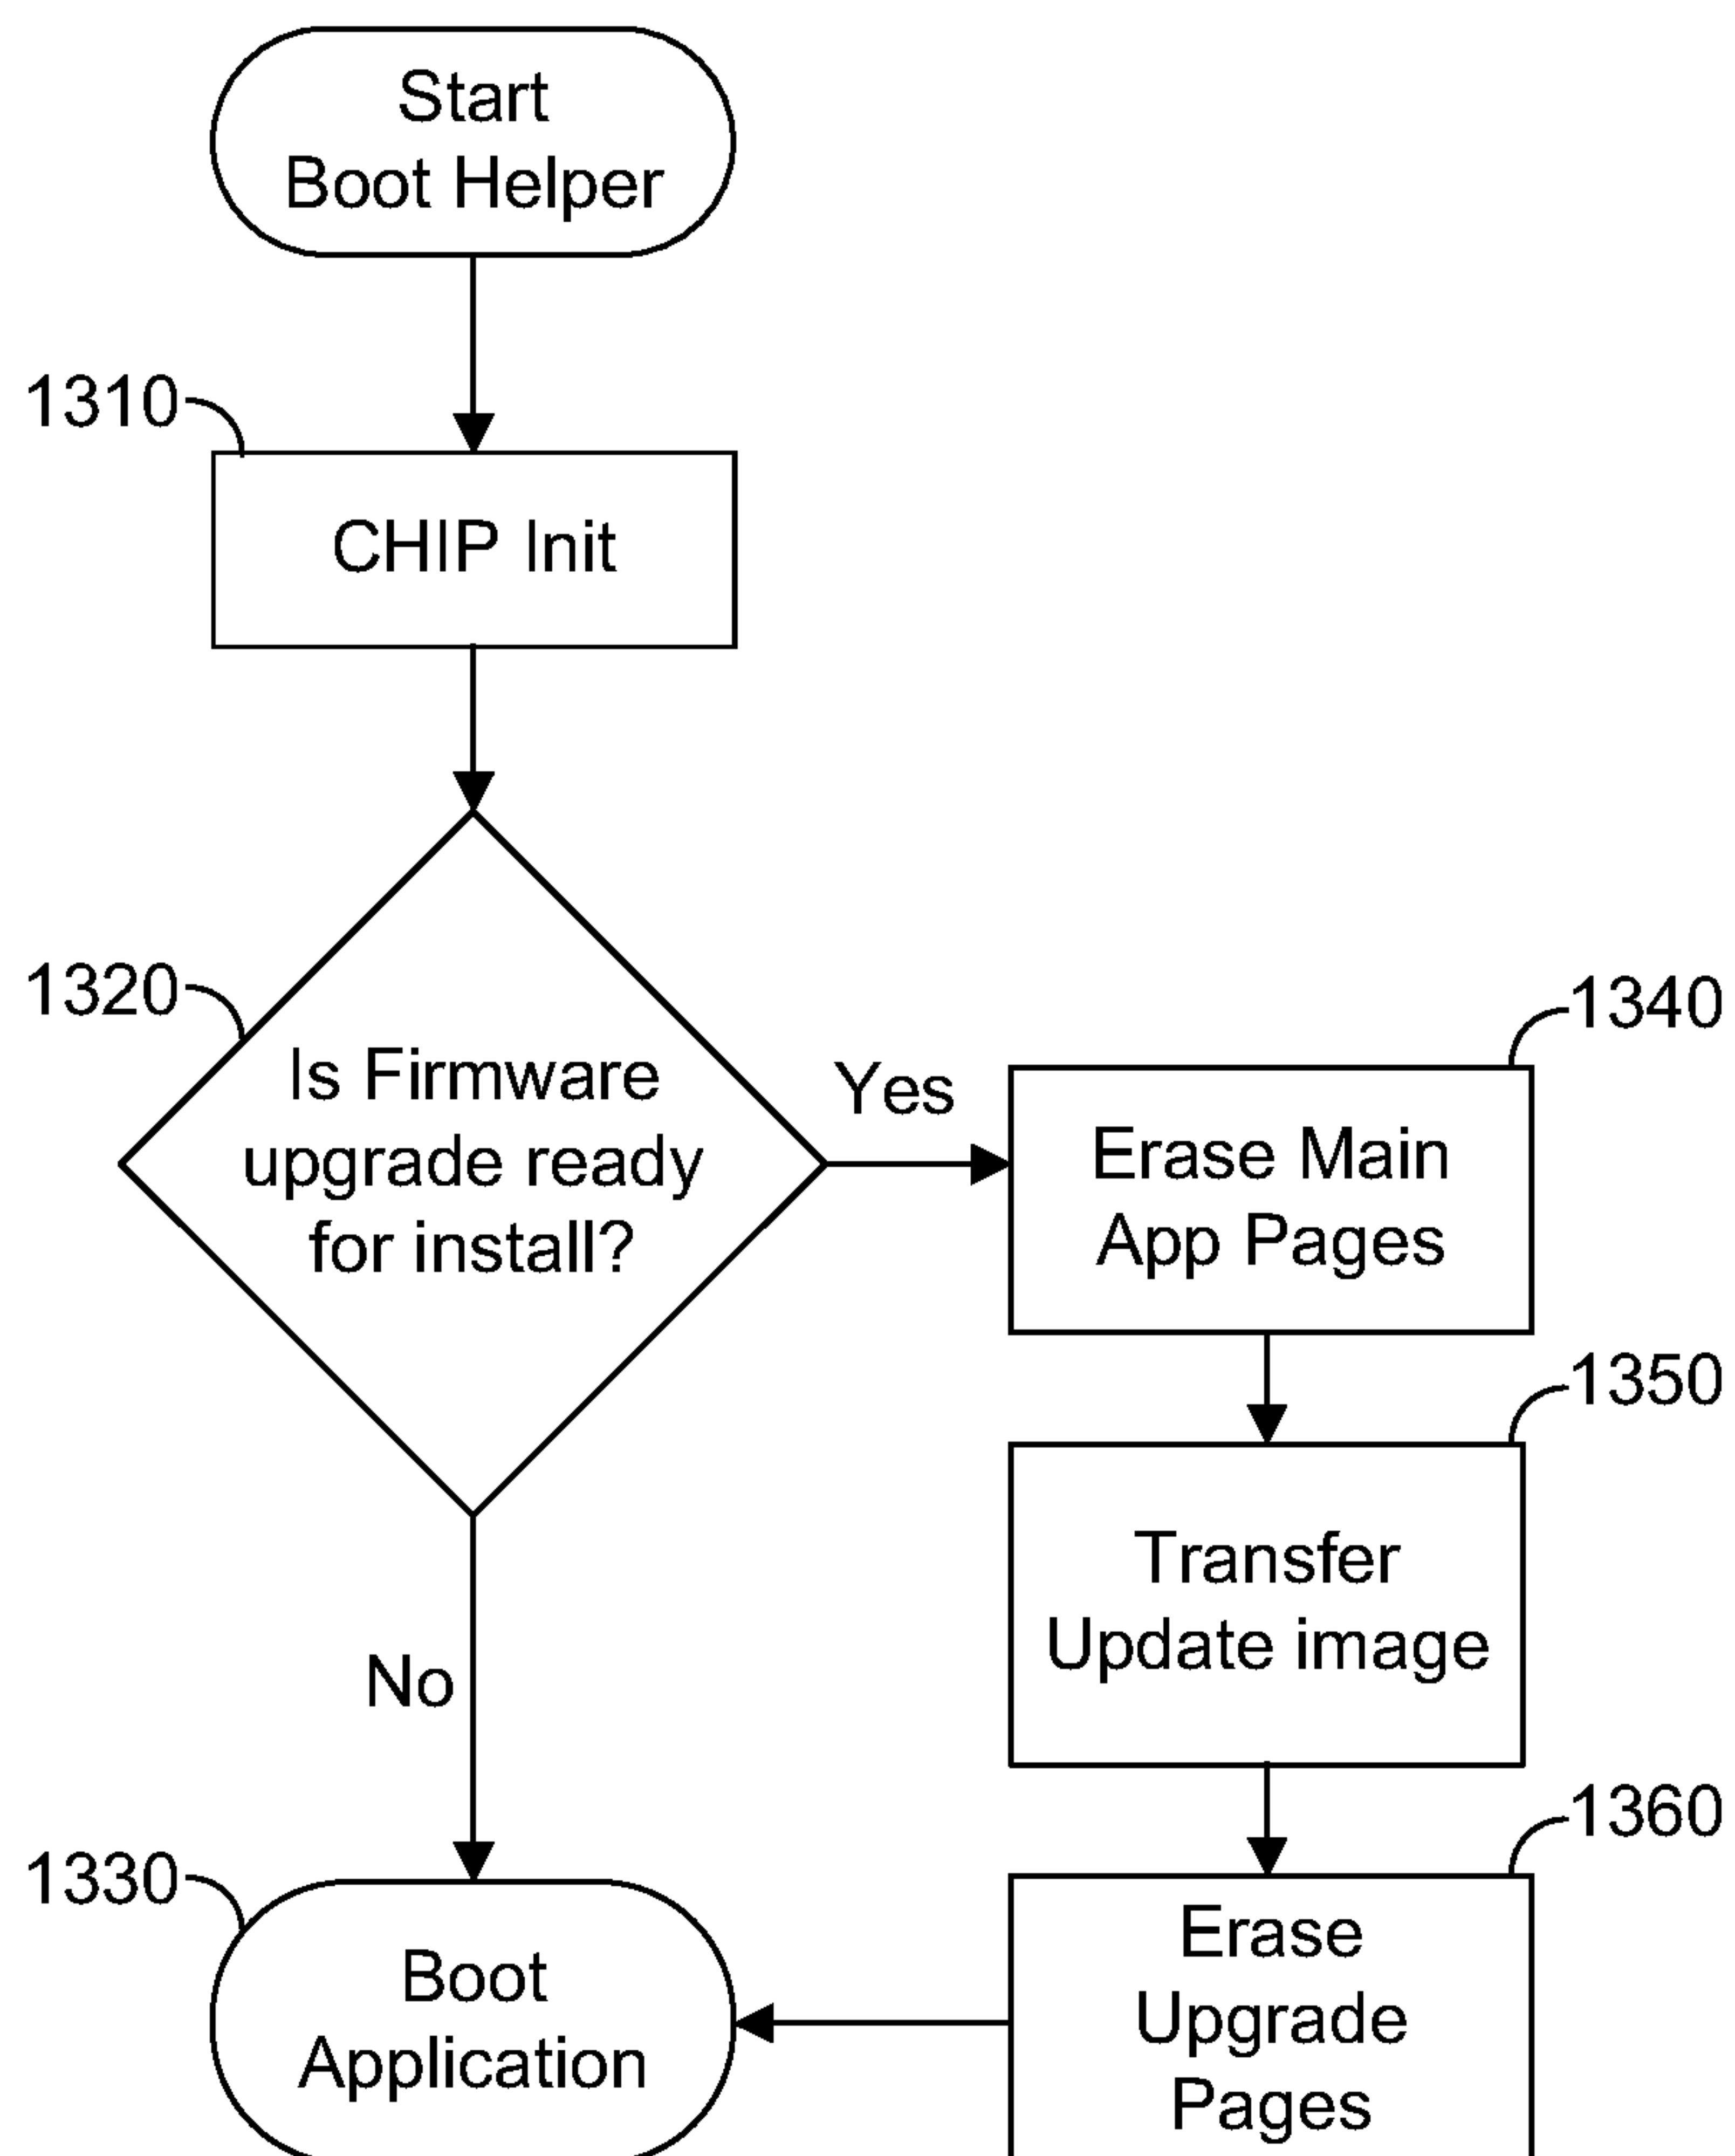 Start
Boot Helper
1310
CHIP Init
1320
Is Firmware
upgrade ready
for install?
Yes
No
1340
Erase Main
App Pages
1350
Transfer
Update image
1360
Erase
Upgrade
Pages
1330
Boot
Application